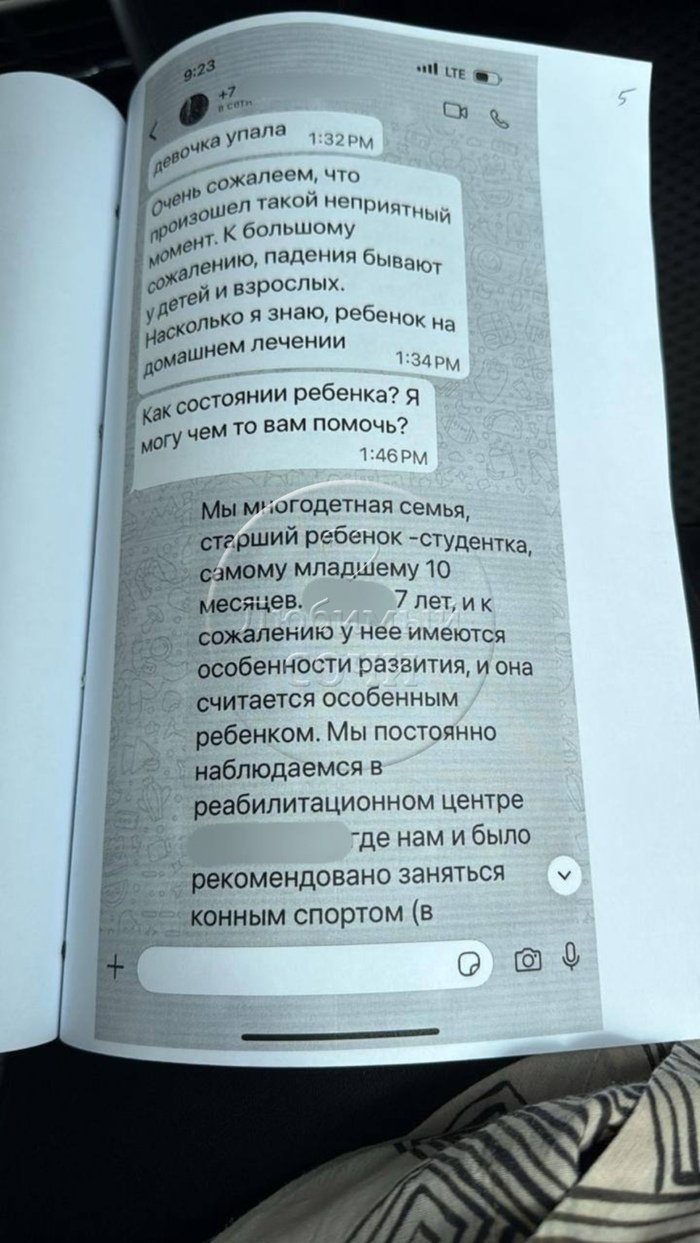 5
9:23
LTE
+7
в сети
девочка упала 1:32 PM
Очень сожалеем, что
произошел такой неприятный
момент. К большому
сожалению, падения бывают
у детей и взрослых.
Насколько я знаю, ребенок на
домашнем лечении
1:34 PM
Как состоянии ребенка? Я
могу чем то вам помочь?
1:46 PM
Мы многодетная семья,
старший ребенок -студентка,
самому младшему 10
месяцев. 7 лет, и к
сожалению у нее имеются
особенности развития, и она
считается особенным
ребенком. Мы постоянно
наблюдаемся в
реабилитационном центре
где нам и было
рекомендовано заняться
конным спортом (в
Любимый
СОЧИ